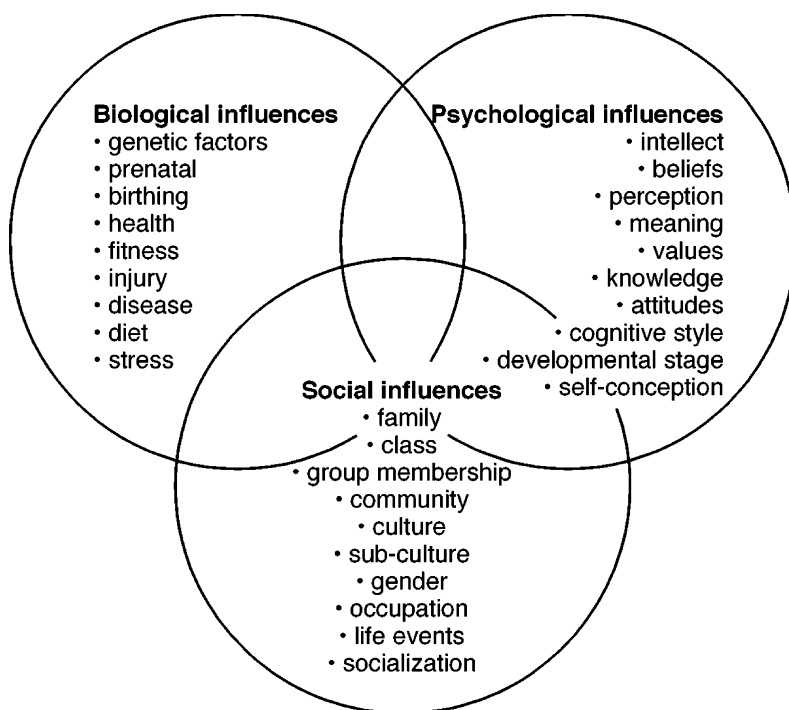 Biological influences
• genetic factors
• prenatal
• birthing
• health
• fitness
• injury
• disease
• diet
• stress
Psychological influences
• intellect
• beliefs
• perception
• meaning
• values
• knowledge
• attitudes
• cognitive style
• developmental stage
• self-conception
Social influences
• family
• class
• group membership
• community
• culture
• sub-culture
• gender
• occupation
• life events
• socialization